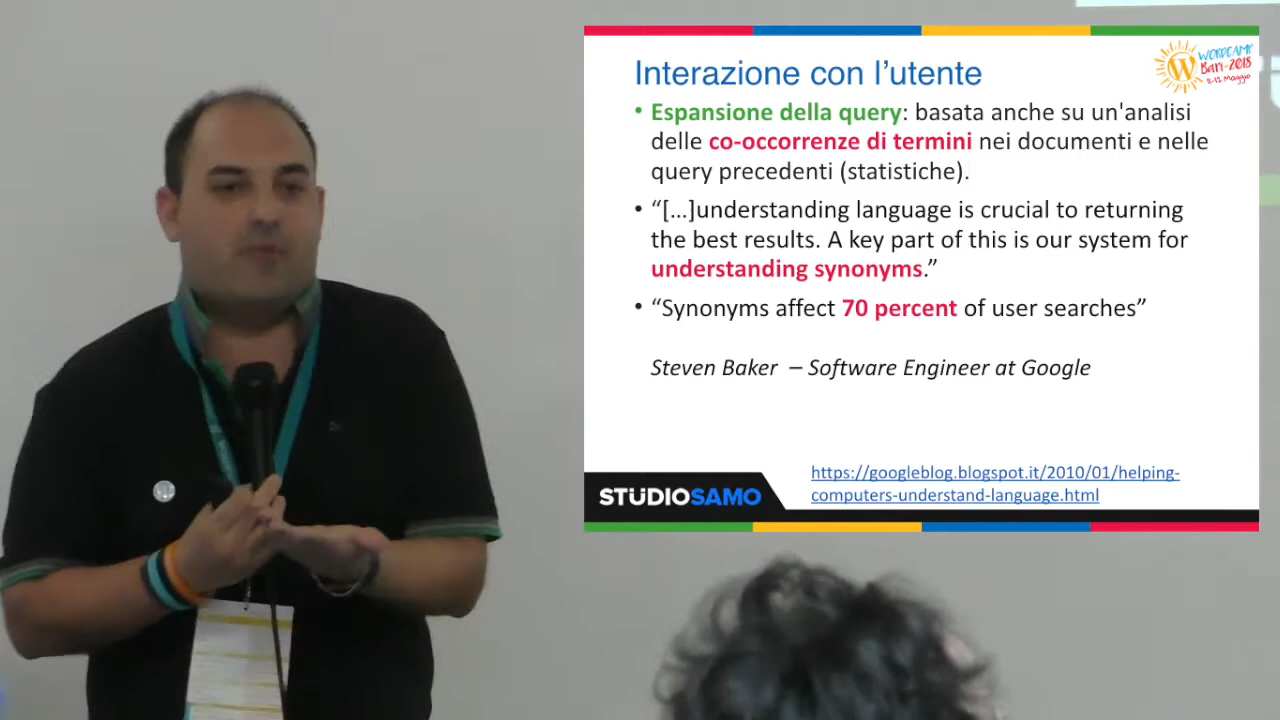 WORDCAMP
Bari-2018
11-12 Maggio
Interazione con l’utente
• Espansione della query: basata anche su un'analisi
delle co-occorrenze di termini nei documenti e nelle
query precedenti (statistiche).
• “[…]understanding language is crucial to returning
the best results. A key part of this is our system for
understanding synonyms.”
• “Synonyms affect 70 percent of user searches”
Steven Baker – Software Engineer at Google
https://googleblog.blogspot.it/2010/01/helping-
computers-understand-language.html
STUDIOSAMO